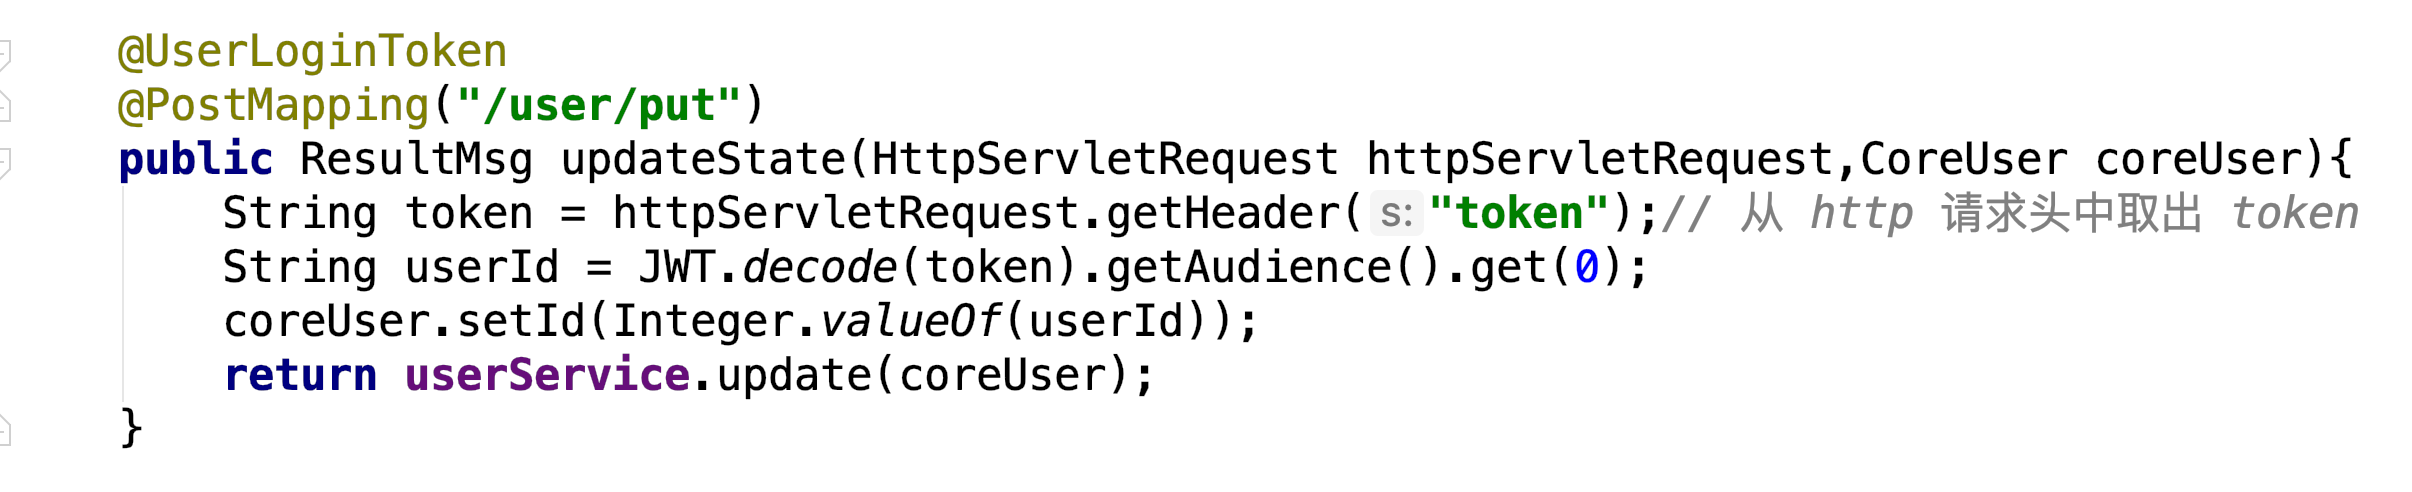 @UserLoginToken
@PostMapping("/user/put")
public ResultMsg updateState(HttpServletRequest httpServletRequest,CoreUser coreUser){
    String token = httpServletRequest.getHeader( s: "token");// 从 http 请求头中取出 token
    String userId = JWT.decode(token).getAudience().get(0);
    coreUser.setId(Integer.valueOf(userId));
    return userService.update(coreUser);
}